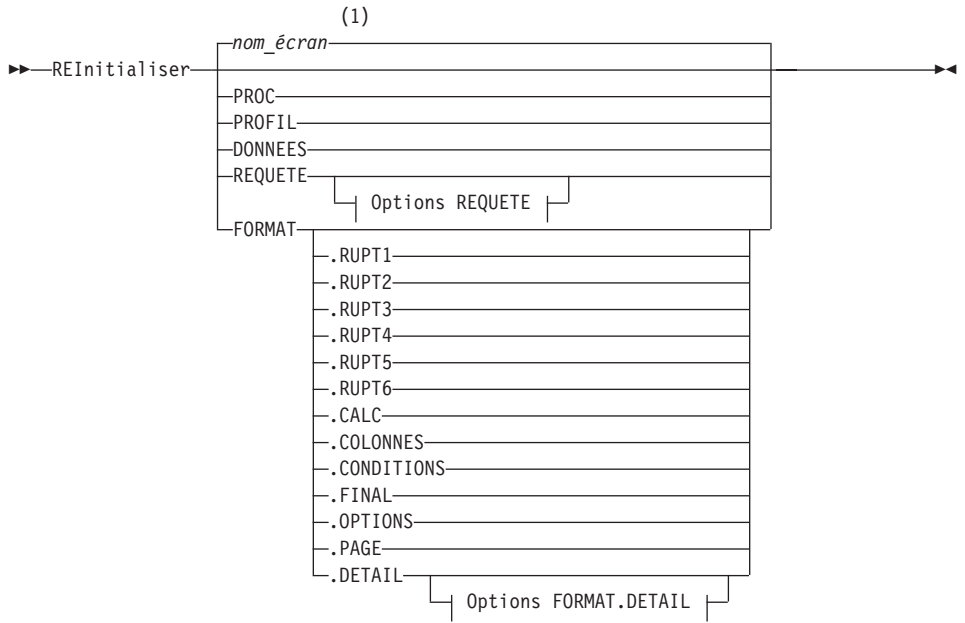 (1)
nom_écran
REInitialiser
PROC
PROFIL
DONNEES
REQUETE
Options REQUETE
FORMAT
.RUPT1
.RUPT2
.RUPT3
.RUPT4
.RUPT5
.RUPT6
.CALC
.COLONNES
.CONDITIONS
.FINAL
.OPTIONS
.PAGE
.DETAIL
Options FORMAT.DETAIL